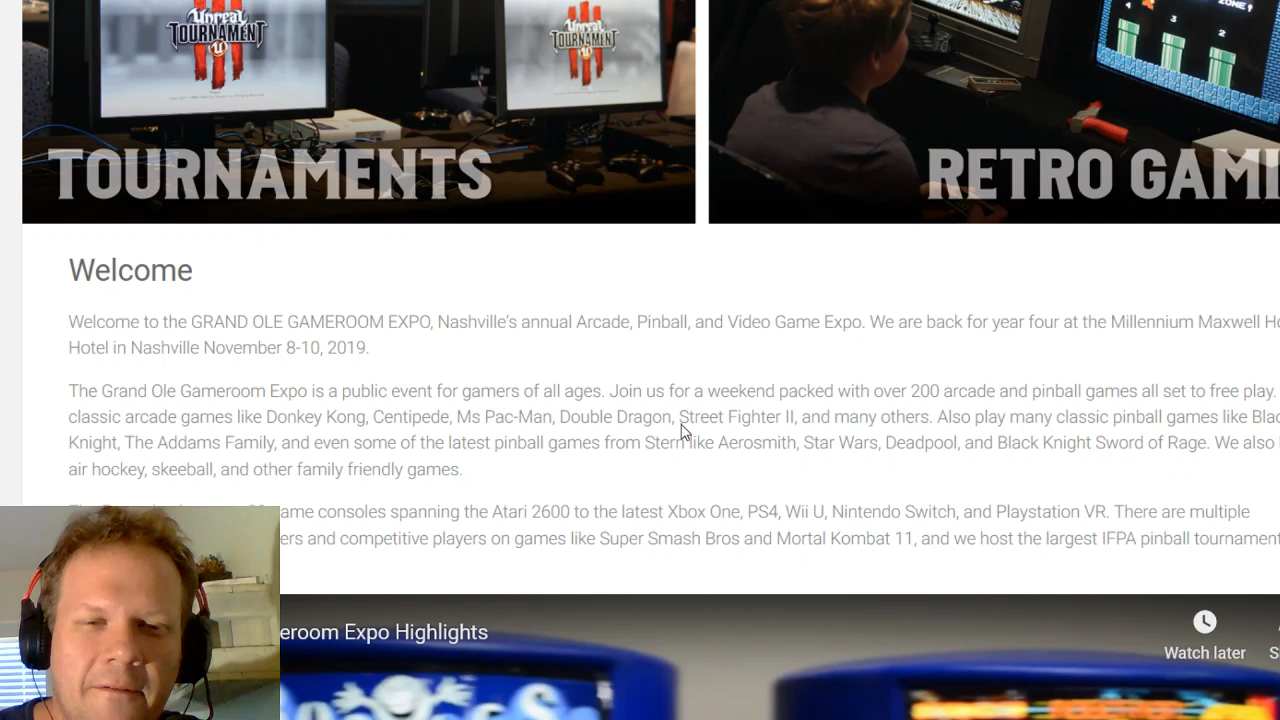 Unreal
TOURNAMENT
Unreal
TOURNAMENT
ZONE!
4 3 2
TOURNAMENTS
RETRO GAMI
Welcome
Welcome to the GRAND OLE GAMEROOM EXPO, Nashville's annual Arcade, Pinball, and Video Game Expo. We are back for year four at the Millennium Maxwell
Hotel in Nashville November 8-10, 2019.
The Grand Ole Gameroom Expo is a public event for gamers of all ages. Join us for a weekend packed with over 200 arcade and pinball games all set to free play.
classic arcade games like Donkey Kong, Centipede, Ms Pac-Man, Double Dragon, Street Fighter II, and many others. Also play many classic pinball games like
Knight, The Addams Family, and even some of the latest pinball games from Stern like Aerosmith, Star Wars, Deadpool, and Black Knight Sword of Rage. We also
air hockey, skeeball, and other family friendly games.
ame consoles spanning the Atari 2600 to the latest Xbox One, PS4, Wii U, Nintendo Switch, and Playstation VR. There are multiple
ers and competitive players on games like Super Smash Bros and Mortal Kombat 11, and we host the largest IFPA pinball tournament
eroom Expo Highlights
Watch later